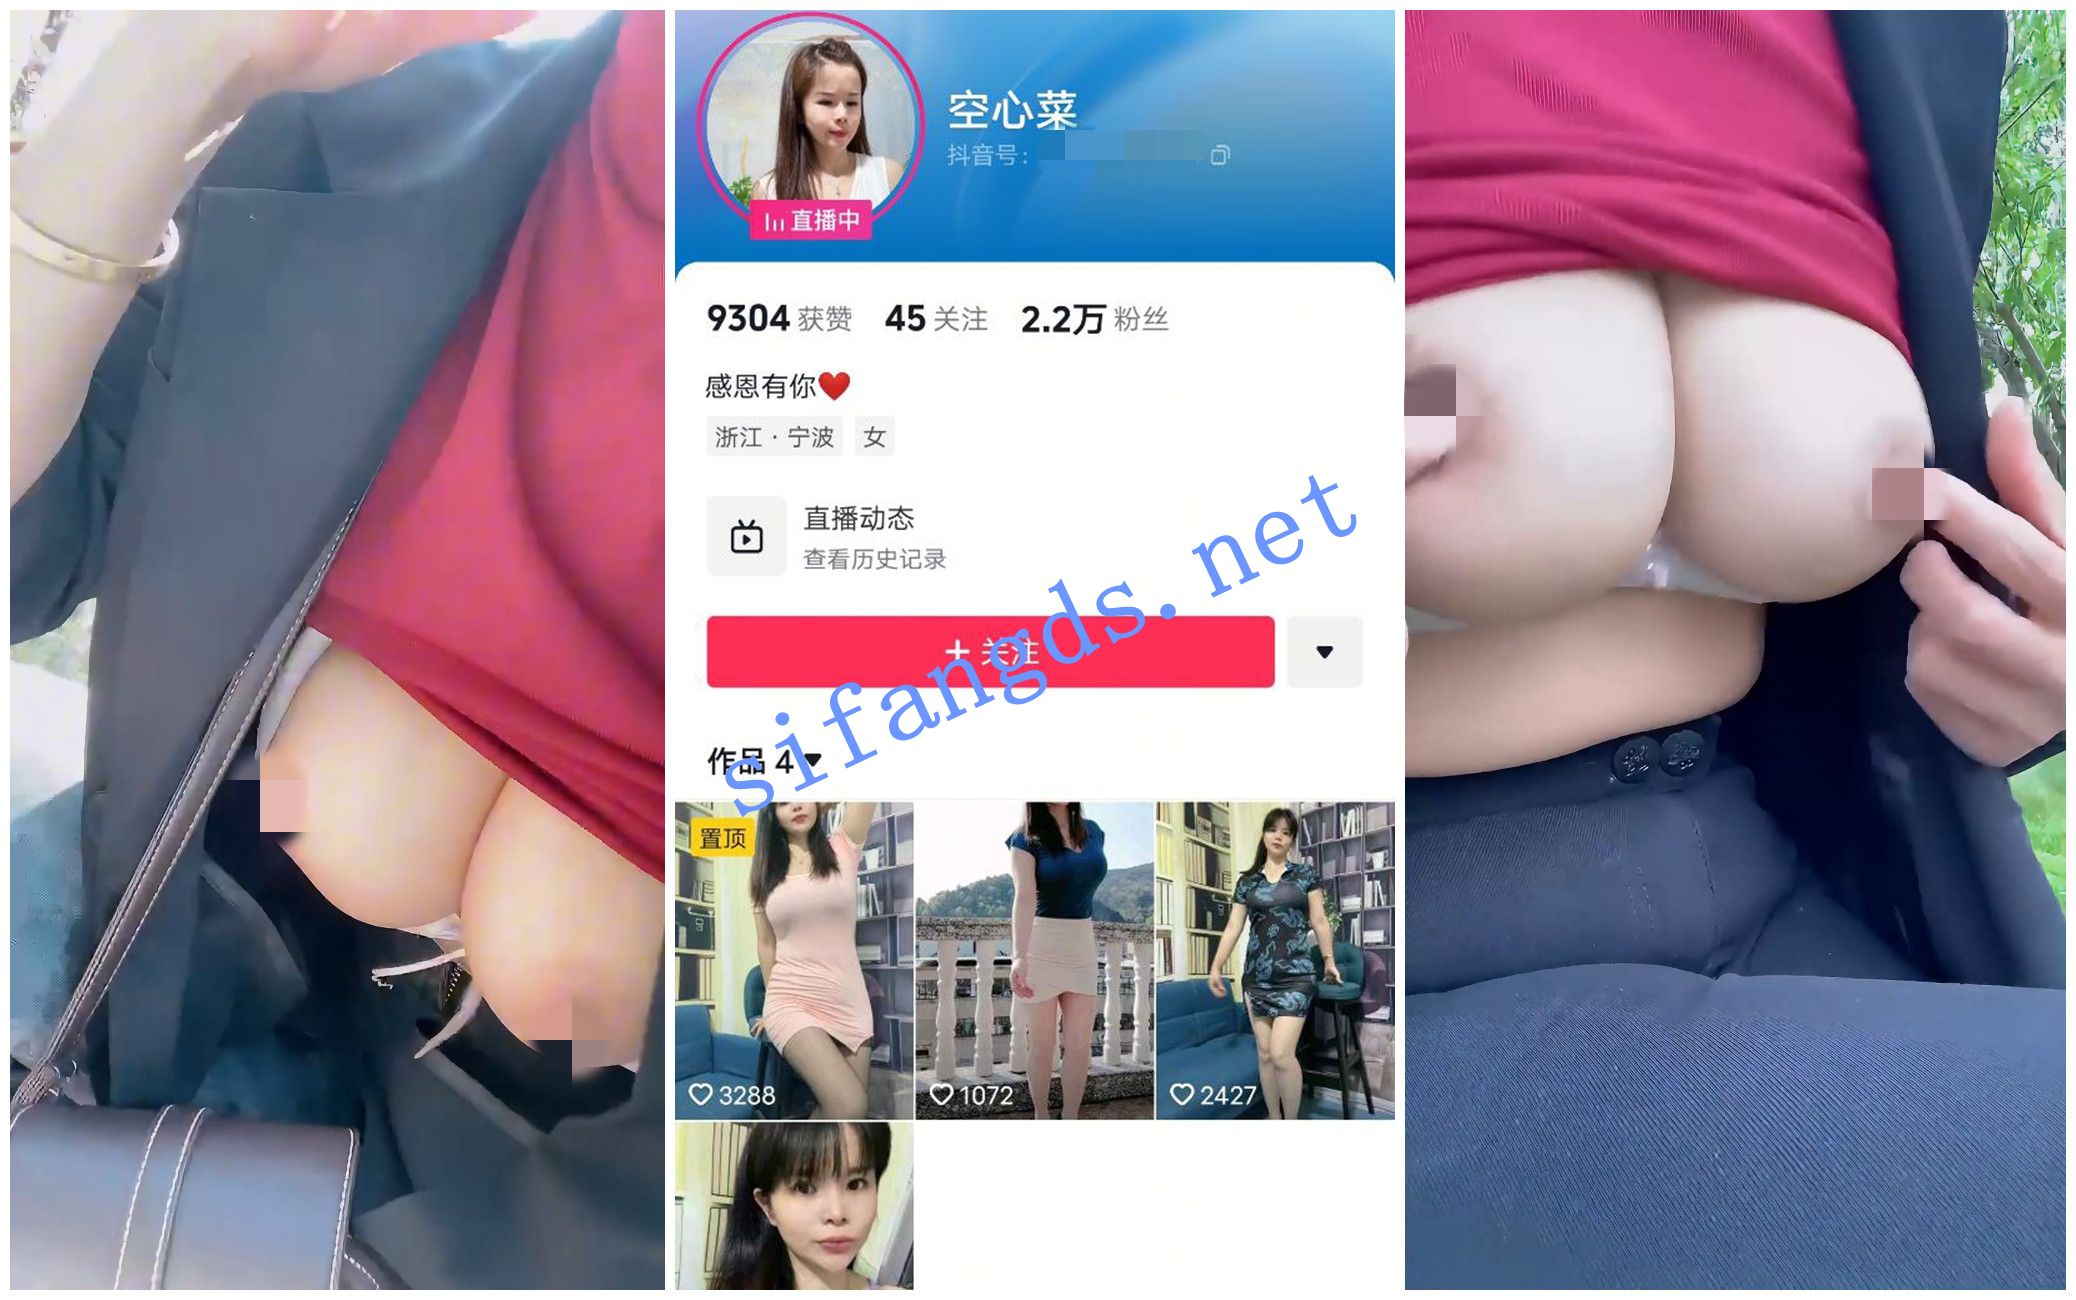 空心菜
抖音号:
直播中
9304 获赞 45 关注 2.2万 粉丝
感恩有你❤️
浙江·宁波 女
直播动态
查看历史记录
+ 关注
作品 4
置顶
3288
1072
2427
sifangds.net